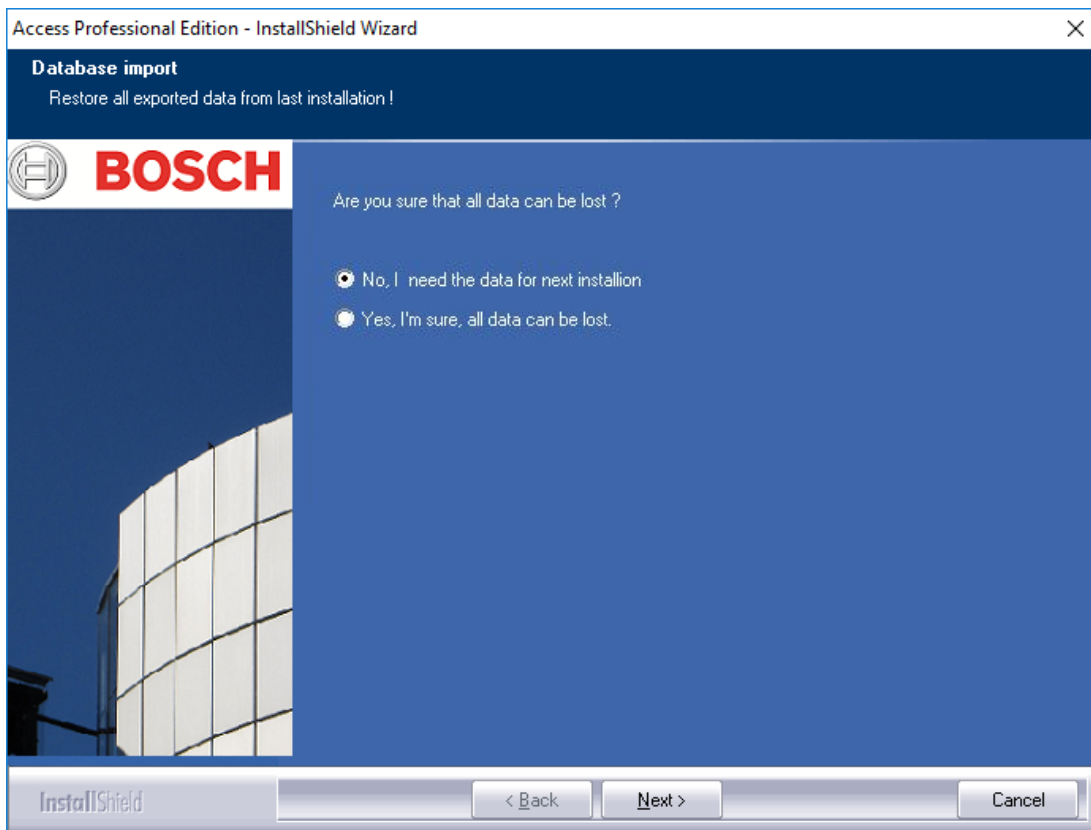 Access Professional Edition - InstallShield Wizard
Database import
Restore all exported data from last installation !
BOSCH
Are you sure that all data can be lost ?
No, I need the data for next installion
Yes, I'm sure, all data can be lost.
InstallShield
< Back
Next >
Cancel